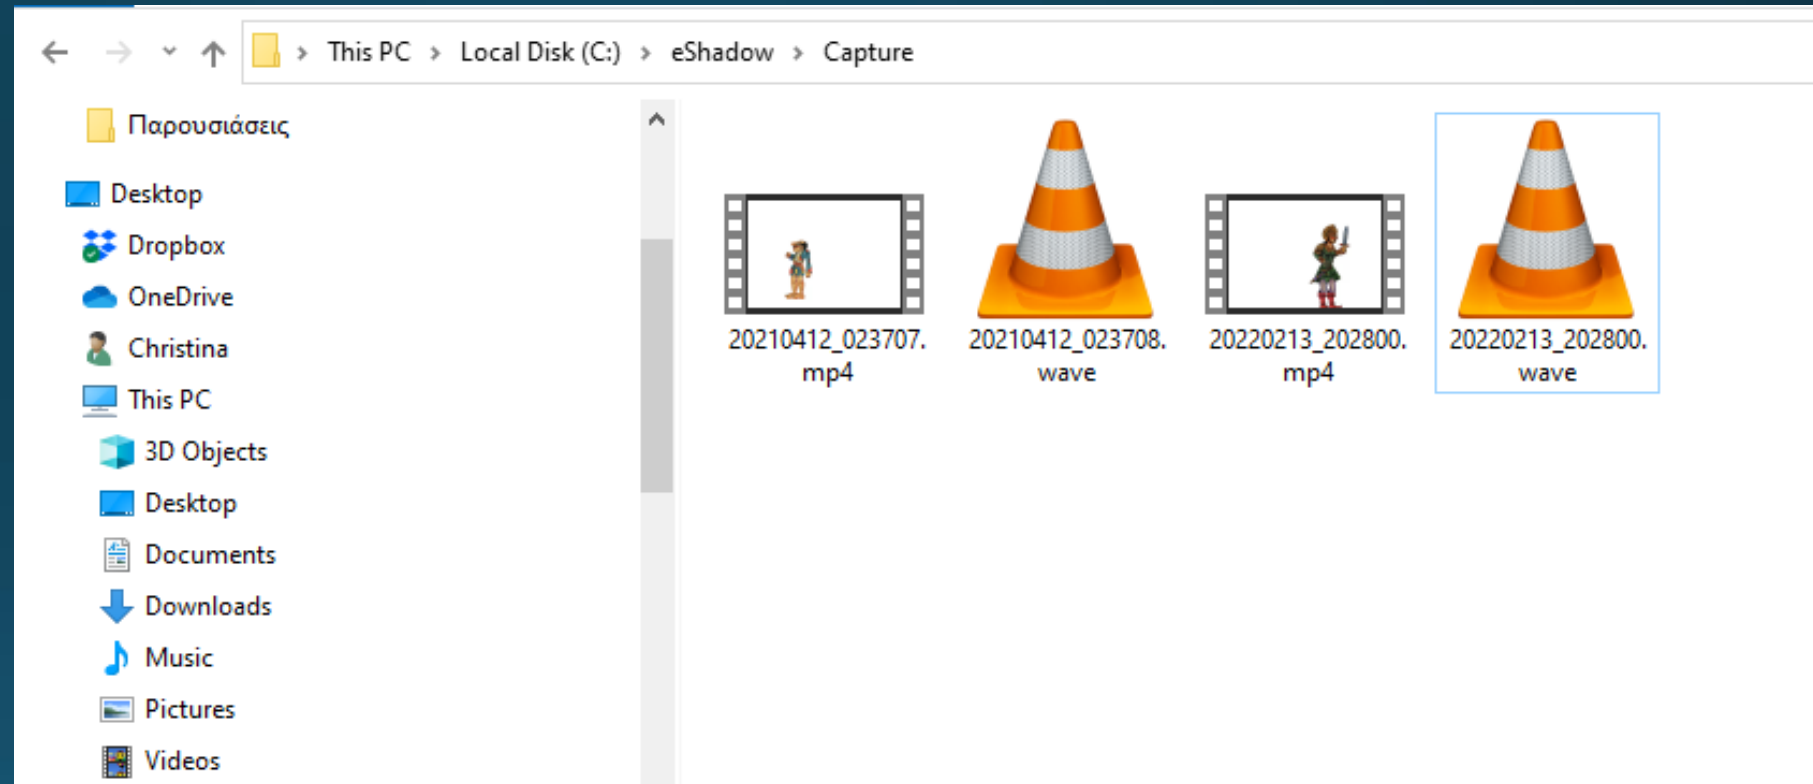 This PC > Local Disk (C:) > eShadow > Capture
Παρουσιάσεις
Desktop
Dropbox
OneDrive
Christina
This PC
3D Objects
Desktop
Documents
Downloads
Music
Pictures
Videos
20210412_023707.
mp4
20210412_023708.
wave
20220213_202800.
mp4
20220213_202800.
wave